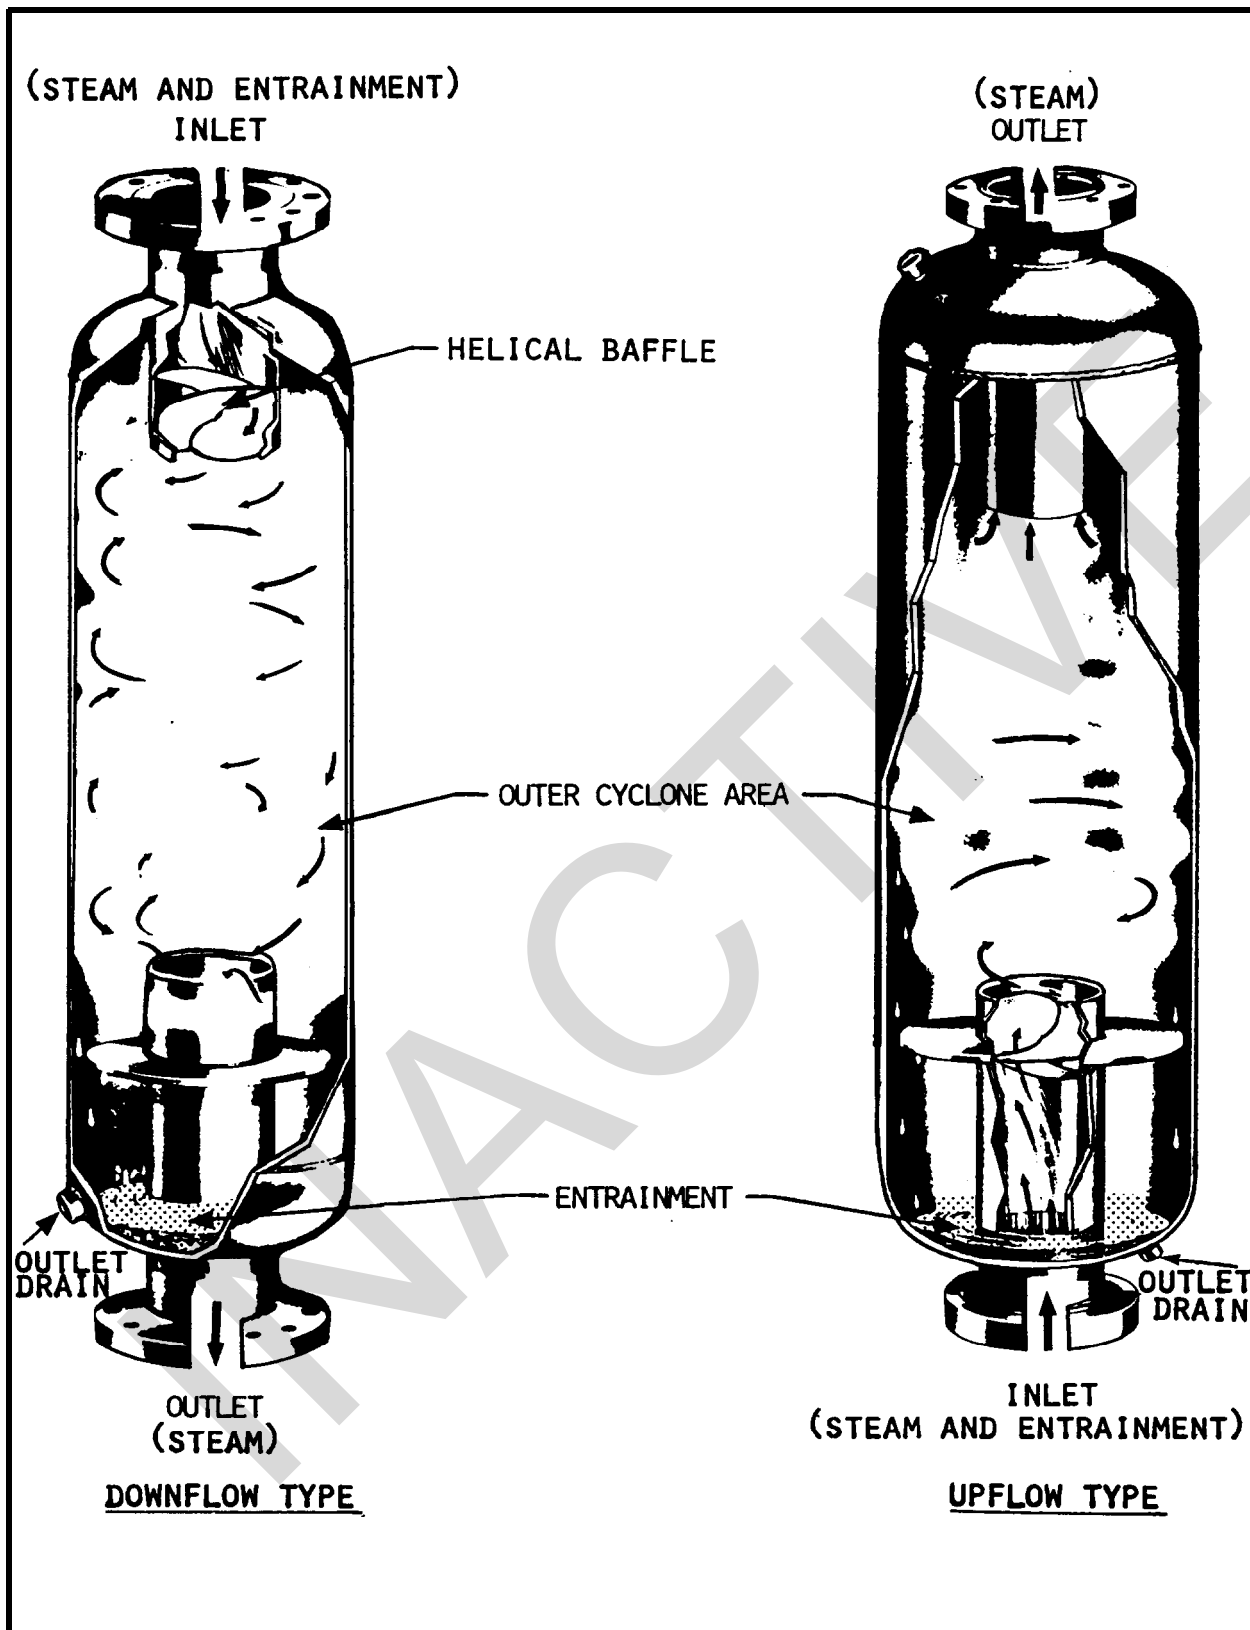 (STEAM AND ENTRAINMENT)
INLET
(STEAM)
OUTLET
HELICAL BAFFLE
OUTER CYCLONE AREA
ENTRAINMENT
OUTLET
DRAIN
OUTLET
DRAIN
OUTLET
(STEAM)
INLET
(STEAM AND ENTRAINMENT)
DOWNFLOW TYPE
UPFLOW TYPE
INACTIVE